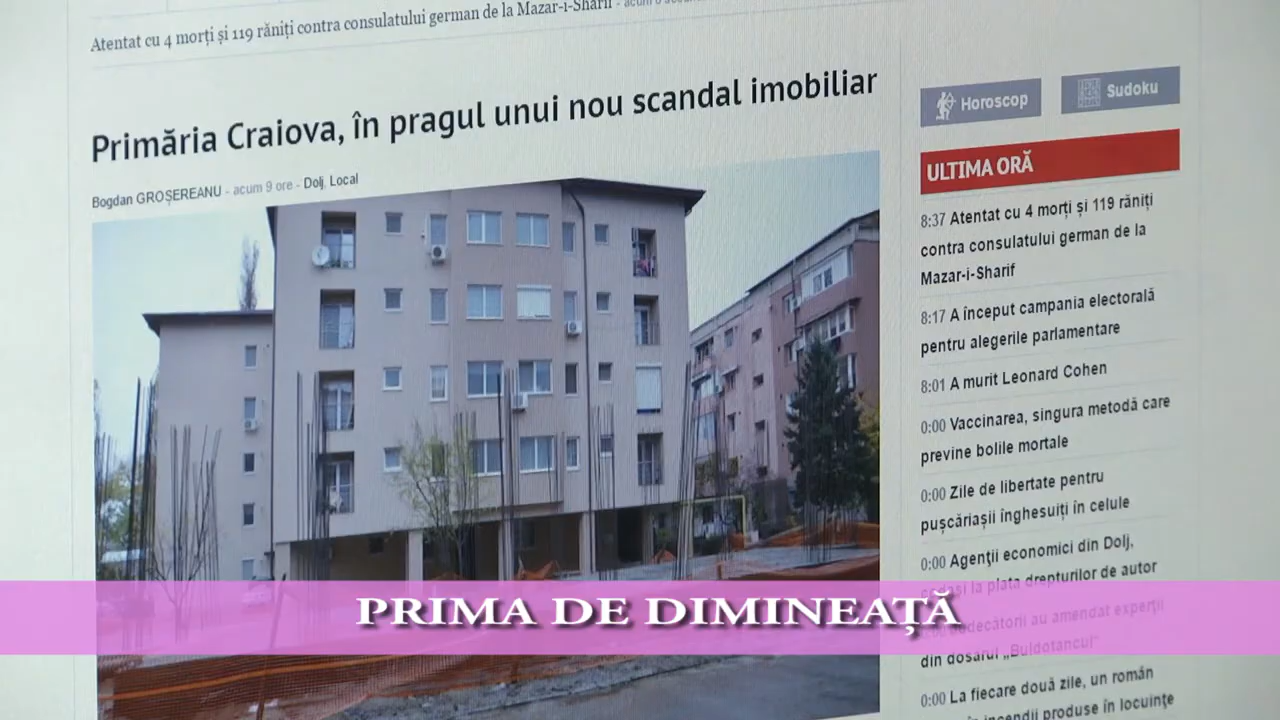 Atentat cu 4 morți și 119 răniți contra consulatului german de la Mazar-i-Sharif - acum
Primăria Craiova, în pragul unui nou scandal imobiliar
Bogdan GROȘEREANU - acum 9 ore - Dolj, Local
Horoscop
Sudoku
ULTIMA ORĂ
8:37 Atentat cu 4 morți și 119 răniți
contra consulatului german de la
Mazar-i-Sharif
8:17 A început campania electorală
pentru alegerile parlamentare
8:01 A murit Leonard Cohen
0:00 Vaccinarea, singura metodă care
previne bolile mortale
0:00 Zile de libertate pentru
pușcăriașii înghesuiți în celule
0:00 Agenții economici din Dolj,
la plata drepturilor de autor
0:00 Judecătorii au amendat experții
din dosarul „Buldotancul"
0:00 La fiecare două zile, un român
incendii produse în locuințe
PRIMA DE DIMINEAȚĂ